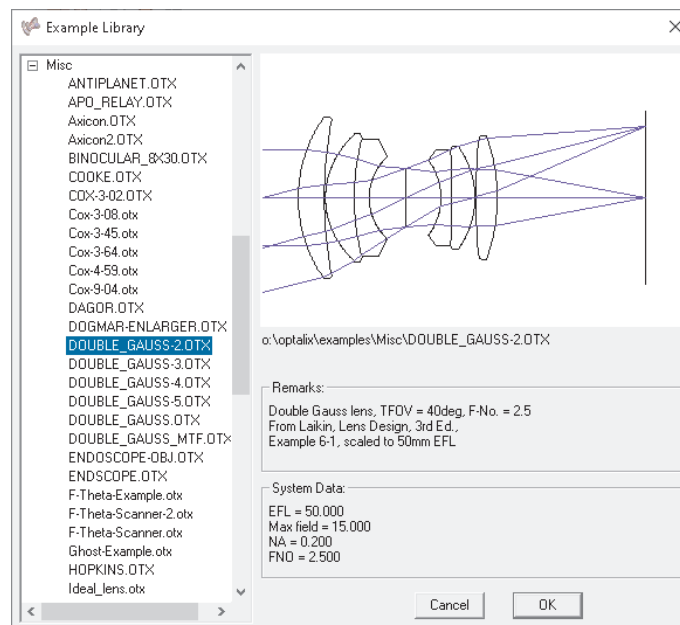 Example Library
Misc
ANTIPLANET.OTX
APO_RELAY.OTX
Axicon.OTX
Axicon2.OTX
BINOCULAR_8X30.OTX
COOKE.OTX
COX-3-02.OTX
Cox-3-08.otx
Cox-3-45.otx
Cox-3-64.otx
Cox-4-59.otx
Cox-9-04.otx
DAGOR.OTX
DOGMAR-ENLARGER.OTX
DOUBLE_GAUSS-2.OTX
DOUBLE_GAUSS-3.OTX
DOUBLE_GAUSS-4.OTX
DOUBLE_GAUSS-5.OTX
DOUBLE_GAUSS.OTX
DOUBLE_GAUSS_MTF.OTX
ENDOSCOPE-OBJ.OTX
ENDSCOPE.OTX
F-Theta-Example.otx
F-Theta-Scanner-2.otx
F-Theta-Scanner.otx
Ghost-Example.otx
HOPKINS.OTX
Ideal_lens.otx
o:\optalix\examples\Misc\DOUBLE_GAUSS-2.OTX
Remarks:
Double Gauss lens, TFOV = 40deg, F-No. = 2.5
From Laikin, Lens Design, 3rd Ed.,
Example 6-1, scaled to 50mm EFL
System Data:
EFL = 50.000
Max field = 15.000
NA = 0.200
FNO = 2.500
Cancel
OK